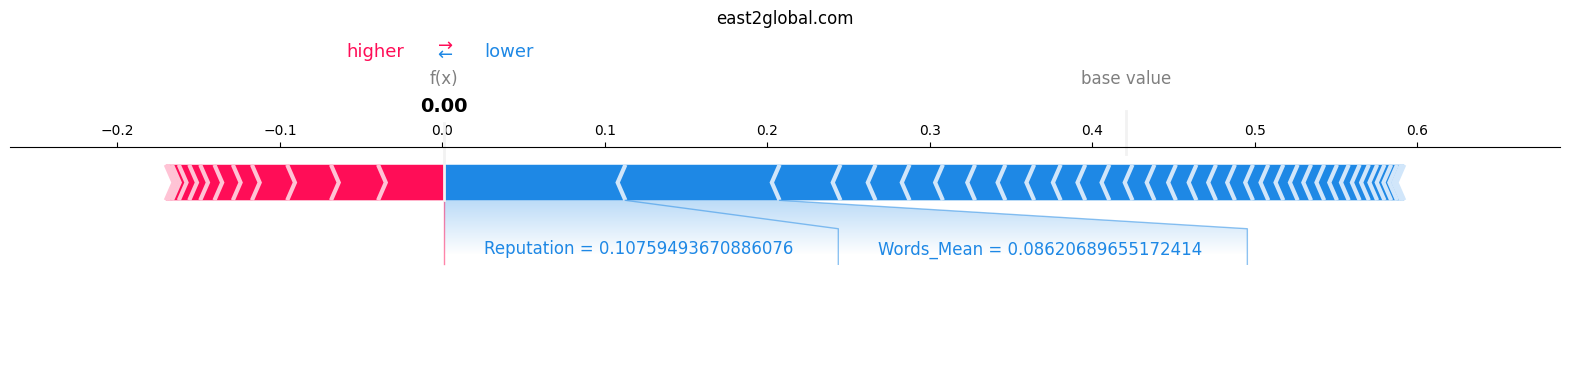 east2global.com
higher ⇄ lower
f(x) base value
0.00
−0.2 −0.1 0.0 0.1 0.2 0.3 0.4 0.5 0.6
Reputation = 0.10759493670886076 Words_Mean = 0.08620689655172414